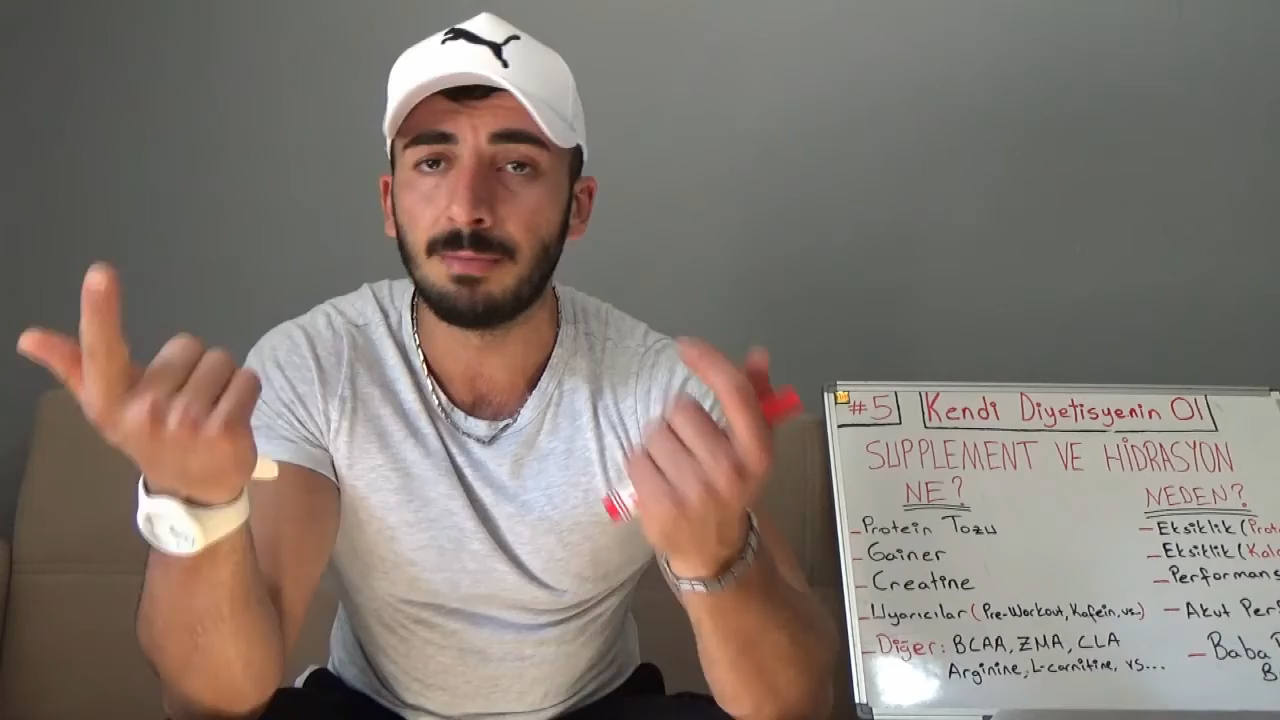 #5 Kendi Diyetisyenin Ol
SUPPLEMENT VE HİDRASYON
NE? NEDEN?
- Protein Tozu - Eksiklik (
- Gainer - Eksiklik (
- Creatine - Performans
- Uyarıcılar (Pre-Workout, Kafein, vs.) - Akut
- Diğer: BCAA, ZMA, CLA - Baba
Arginine, L-carnitine, vs...